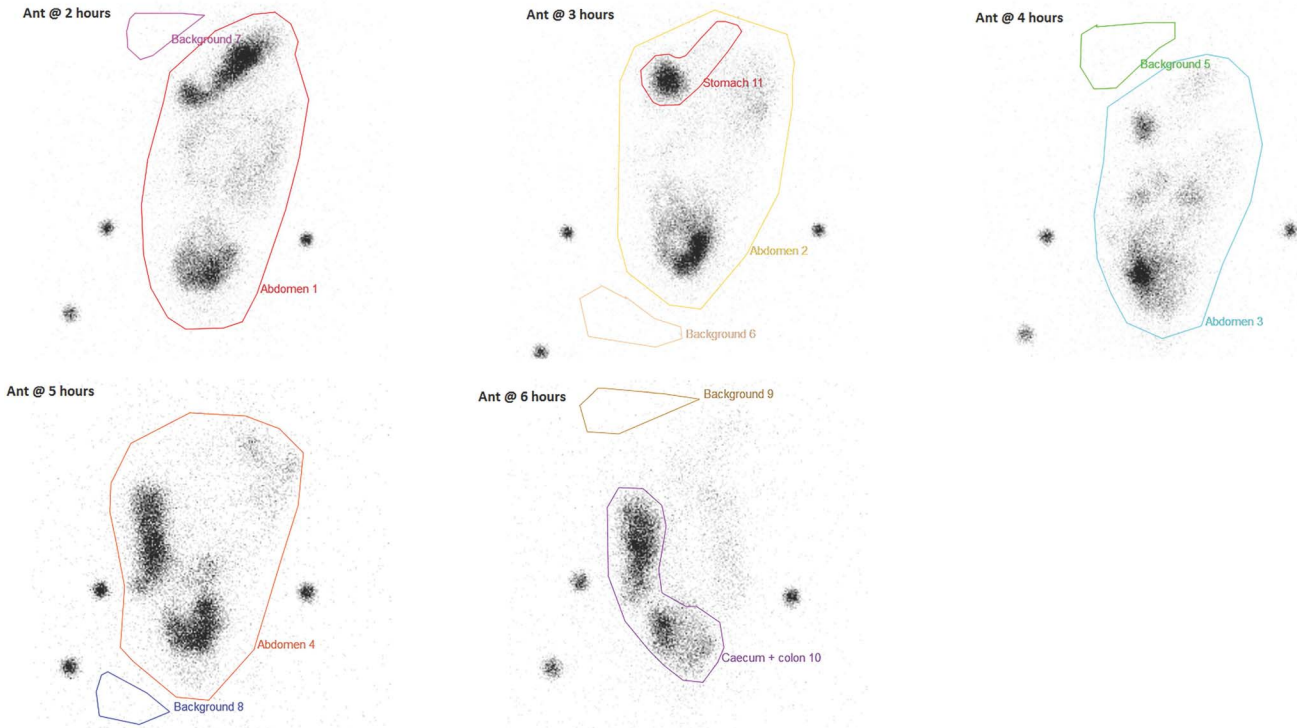 Ant @ 2 hours
Background 7
Abdomen 1
Ant @ 3 hours
Stomach 11
Abdomen 2
Background 6
Ant @ 4 hours
Background 5
Abdomen 3
Ant @ 5 hours
Abdomen 4
Background 8
Ant @ 6 hours
Background 9
Caecum + colon 10